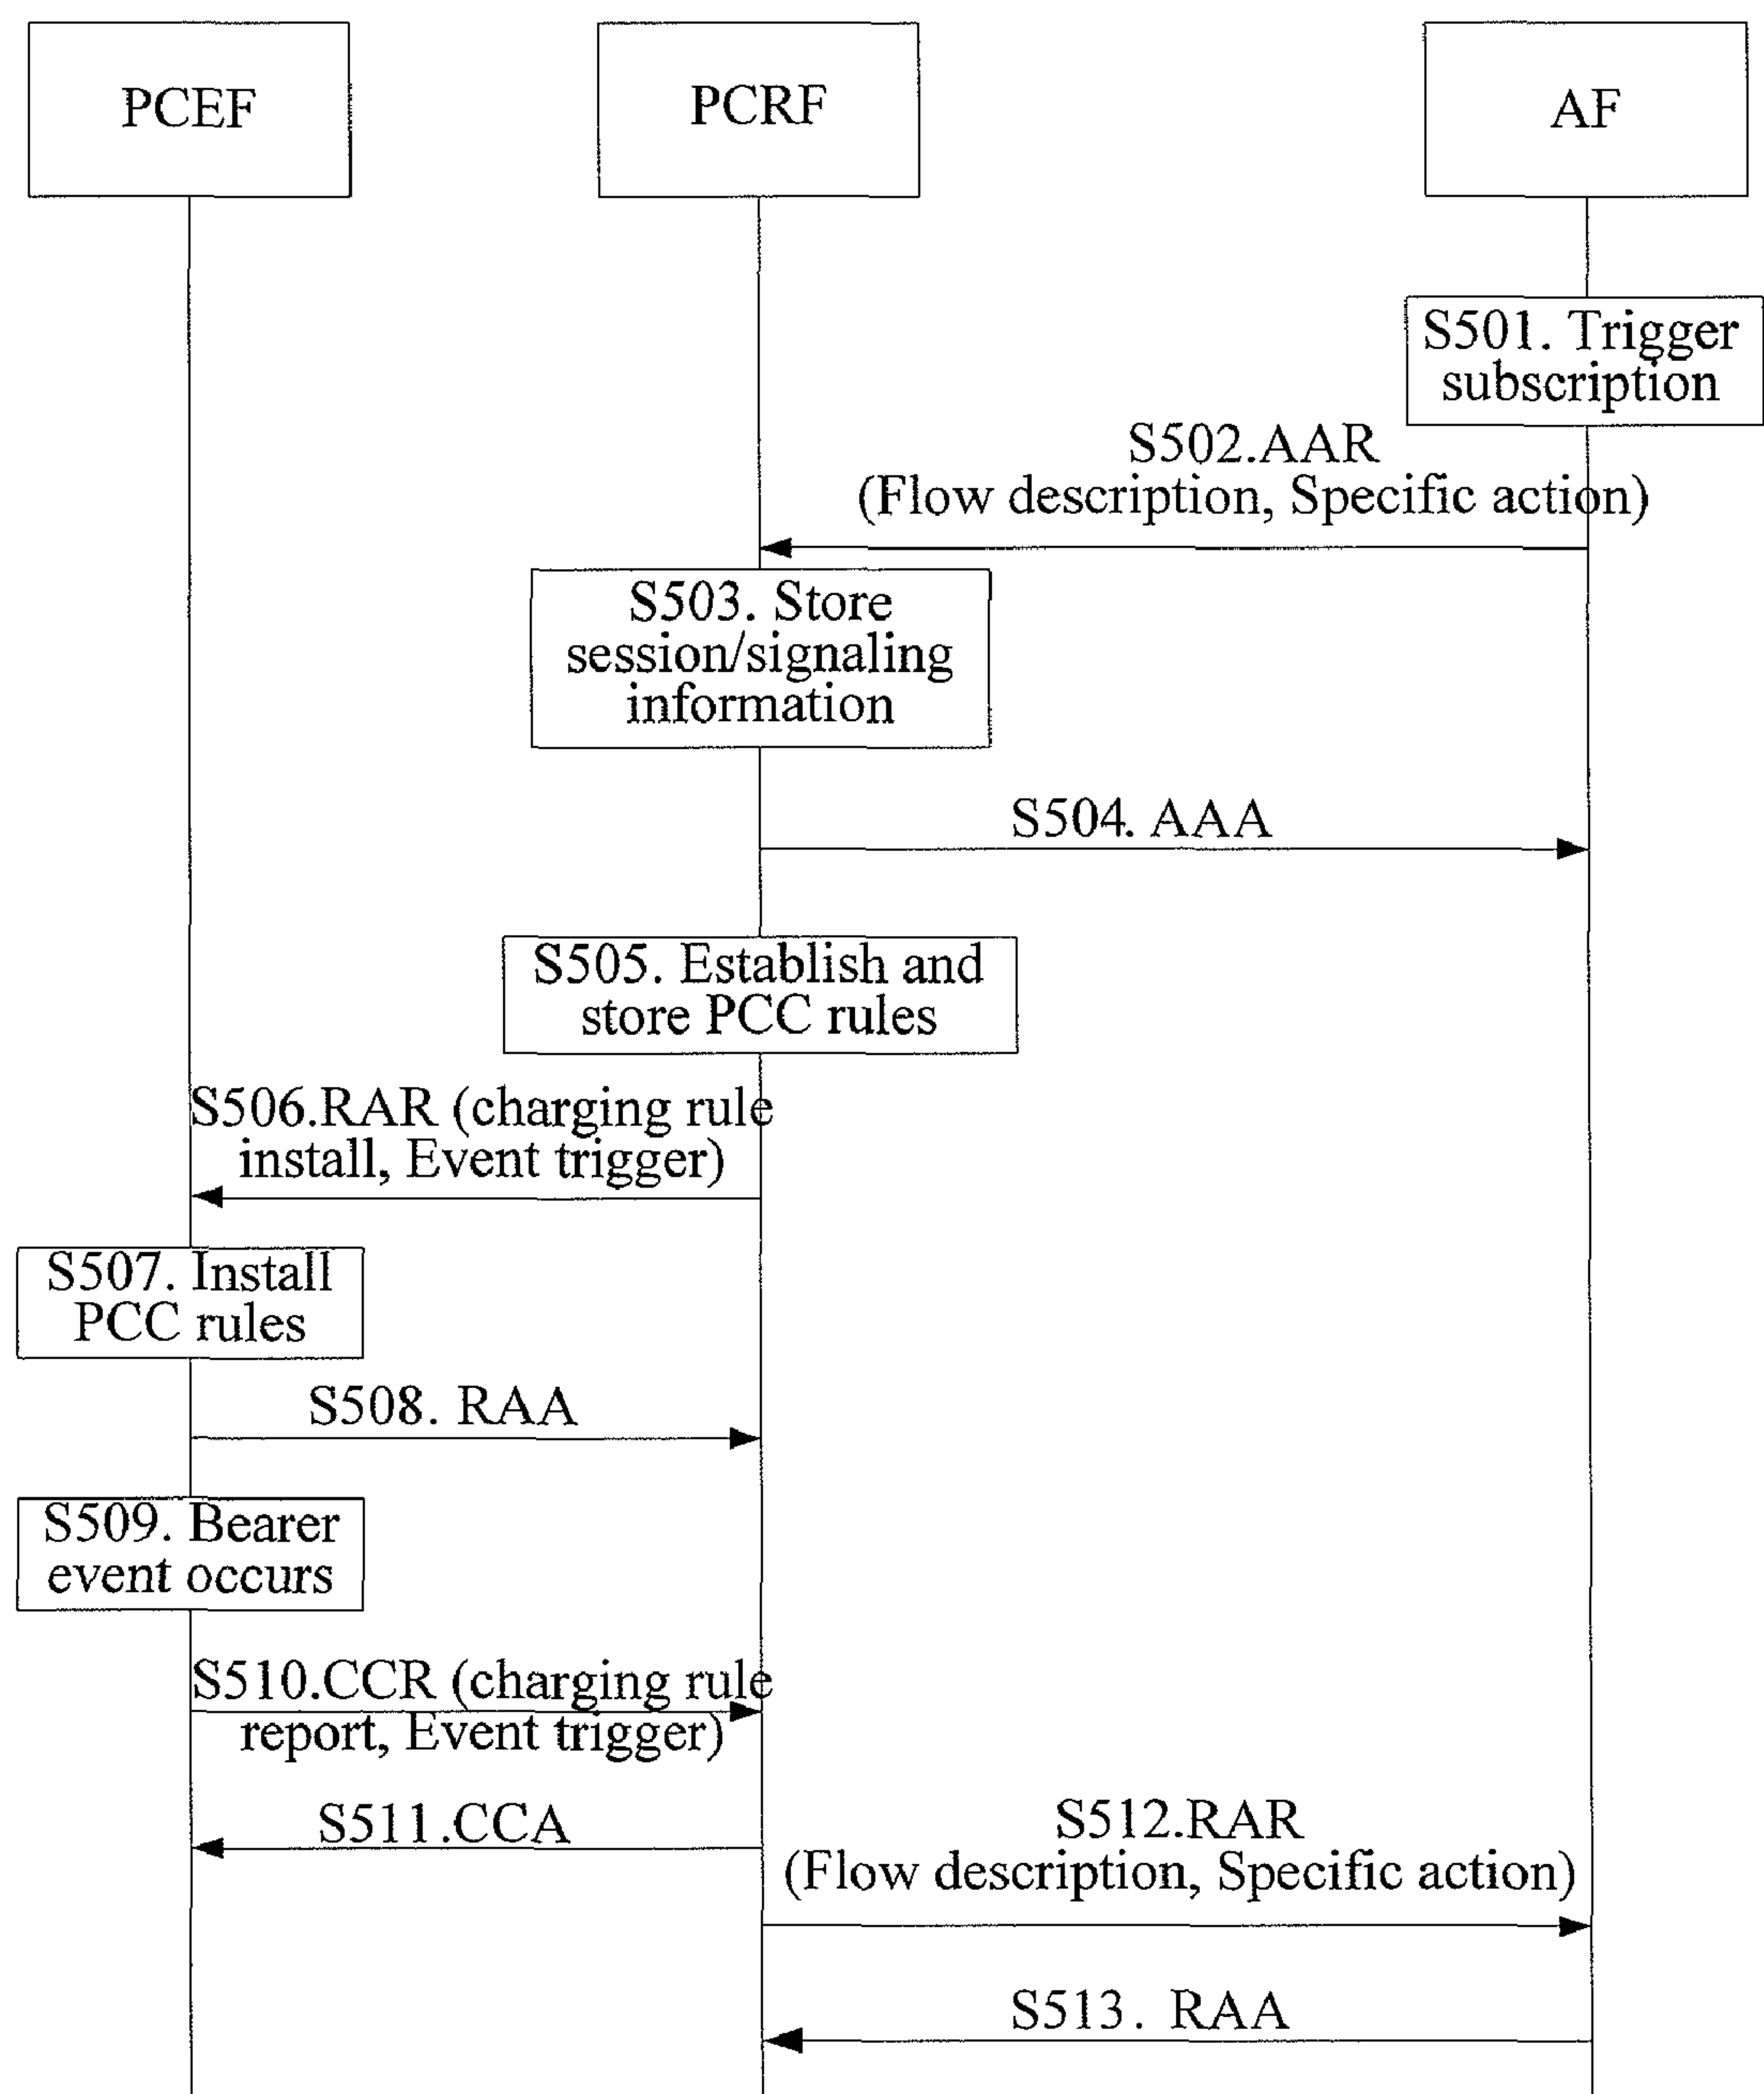 PCEF
PCRF
AF
S501. Trigger
subscription
S502.AAR
(Flow description, Specific action)
S503. Store
session/signaling
information
S504. AAA
S505. Establish and
store PCC rules
S506.RAR (charging rule
install, Event trigger)
S507. Install
PCC rules
S508. RAA
S509. Bearer
event occurs
S510.CCR (charging rule
report, Event trigger)
S511.CCA
S512.RAR
(Flow description, Specific action)
S513. RAA